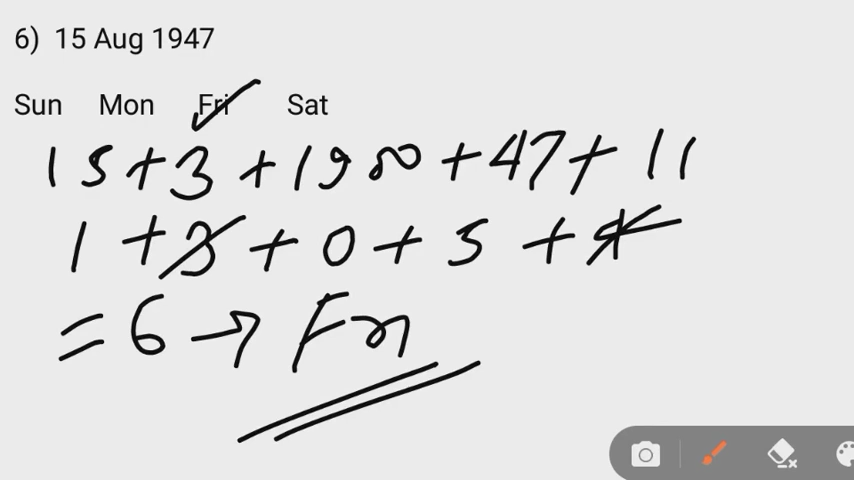 6) 15 Aug 1947
Sun Mon Fri Sat
15+3+1900+47+11
1+3+0+5+4
=6→Fri